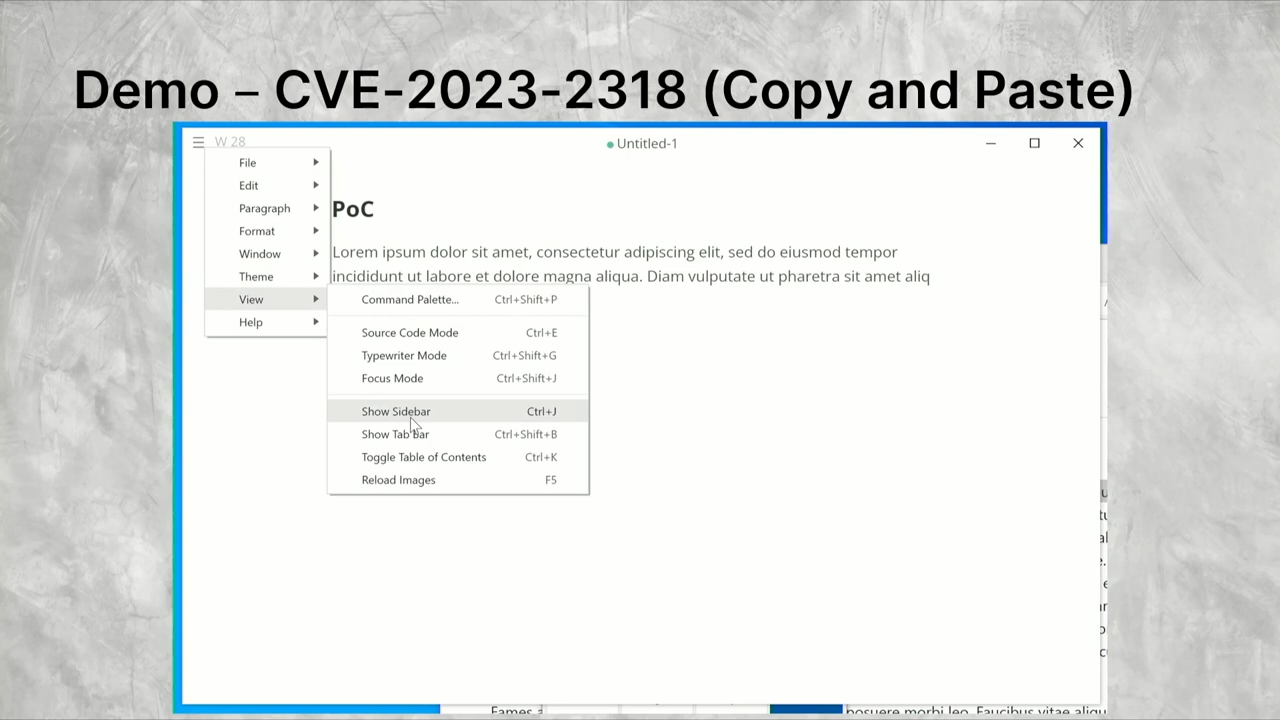 Demo – CVE-2023-2318 (Copy and Paste)
W 28
Untitled-1
File
Edit
Paragraph
Format
Window
Theme
View
Help
PoC
Lorem ipsum dolor sit amet, consectetur adipiscing elit, sed do eiusmod tempor
incididunt ut labore et dolore magna aliqua. Diam vulputate ut pharetra sit amet aliq
Command Palette... Ctrl+Shift+P
Source Code Mode Ctrl+E
Typewriter Mode Ctrl+Shift+G
Focus Mode Ctrl+Shift+J
Show Sidebar Ctrl+J
Show Tab Bar Ctrl+Shift+B
Toggle Table of Contents Ctrl+K
Reload Images F5
Fames
posuere morbi leo. Faucibus vitae aliqu